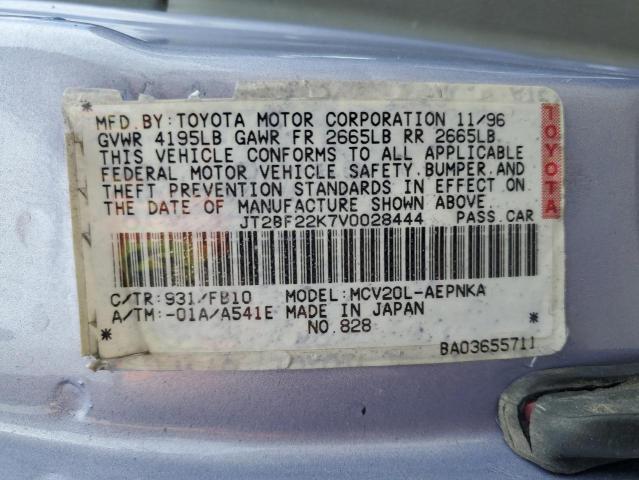 MFD. BY: TOYOTA MOTOR CORPORATION 11/96
GVWR 4195LB GAWR FR 2665LB RR 2665LB
THIS VEHICLE CONFORMS TO ALL APPLICABLE
FEDERAL MOTOR VEHICLE SAFETY, BUMPER, AND
THEFT PREVENTION STANDARDS IN EFFECT ON
THE DATE OF MANUFACTURE SHOWN ABOVE.
JT2BF22K7V0028444 PASS. CAR
C/TR: 931/FB10 MODEL: MCV20L-AEPNKA
A/TM: -01A/A541E MADE IN JAPAN
NO. 828
BA03655711
TOYOTA